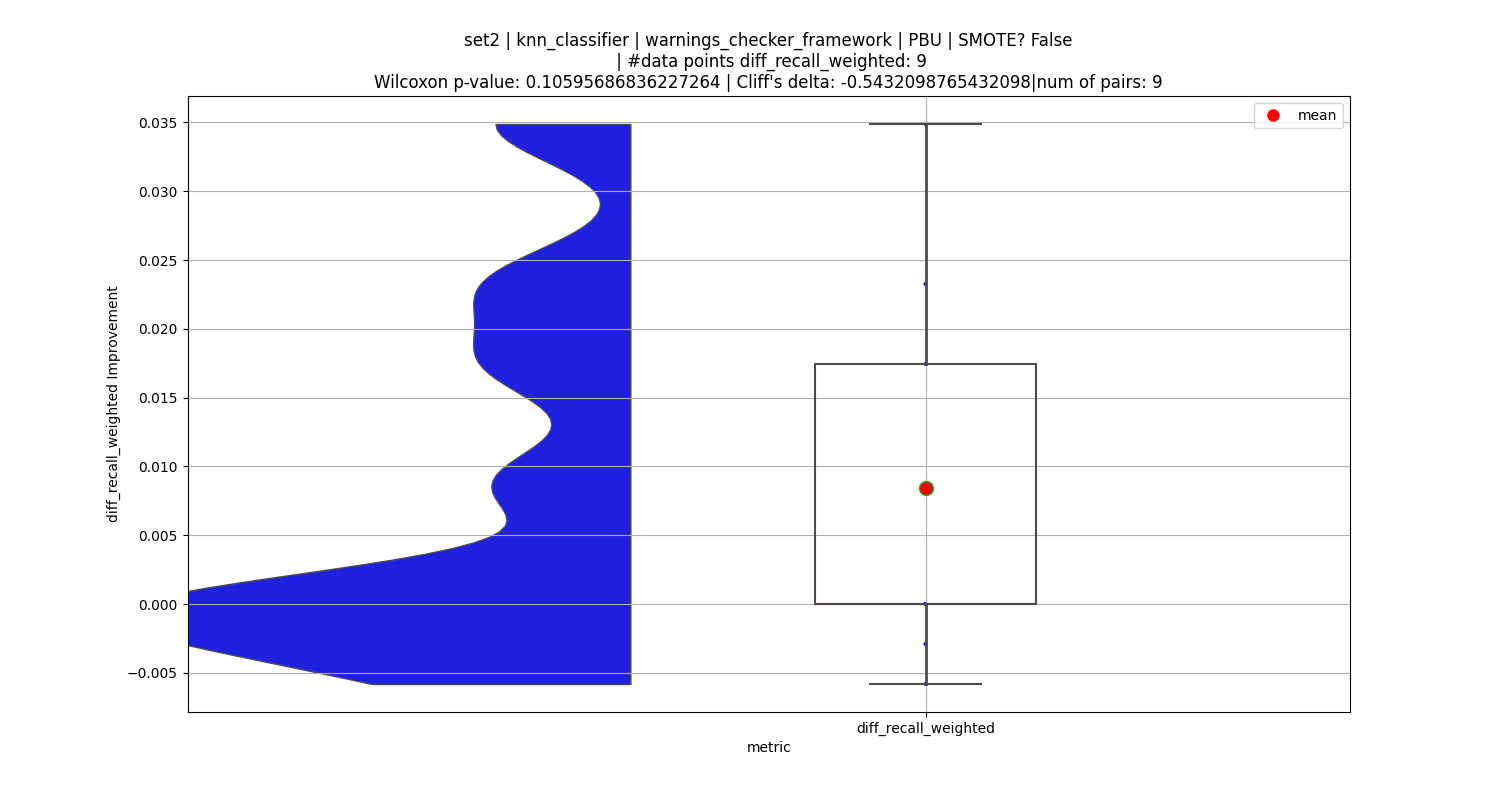 set2 | knn_classifier | warnings_checker_framework | PBU | SMOTE? False
| #data points diff_recall_weighted: 9
Wilcoxon p-value: 0.10595686836227264 | Cliff's delta: -0.5432098765432098|num of pairs: 9
mean
0.035
0.030
0.025
0.020
0.015
0.010
0.005
0.000
−0.005
diff_recall_weighted Improvement
diff_recall_weighted
metric